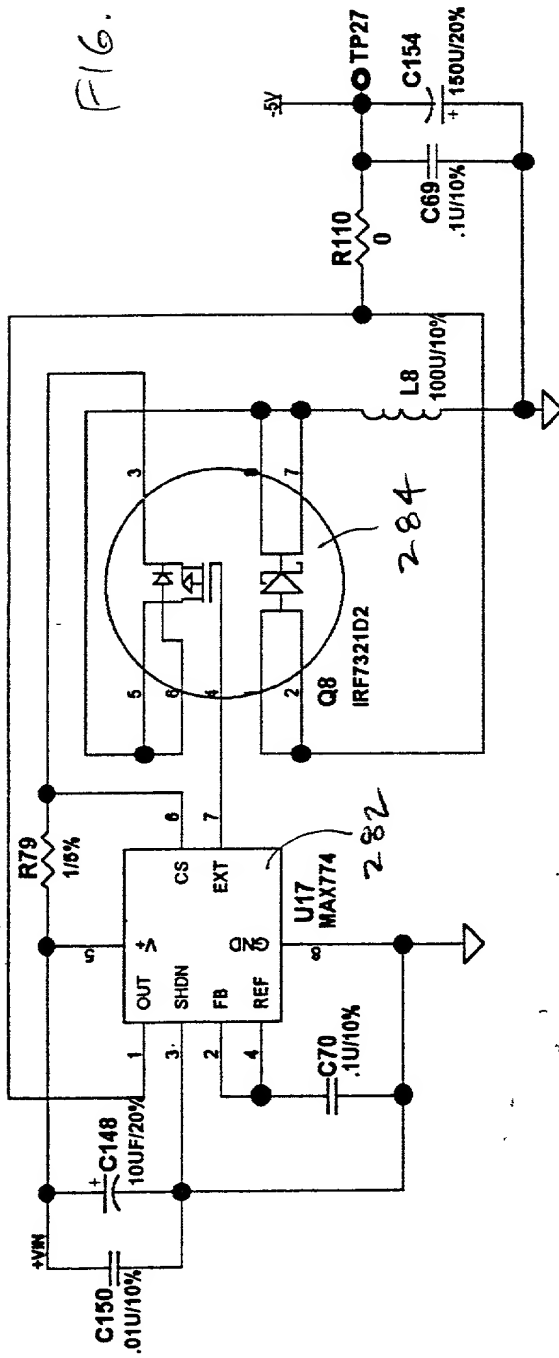 FIG.
+VIN
C150
.01U/10%
C148
+
10UF/20%
R79
1/5%
1
OUT
3
SHDN
2
FB
4
REF
5
V+
CS
6
EXT
7
GND
8
U17
MAX774
282
C70
.1U/10%
5
6
4
3
1
2
7
Q8
IRF7321D2
284
L8
100U/10%
R110
0
-5V
TP27
C69
.1U/10%
C154
+
150U/20%